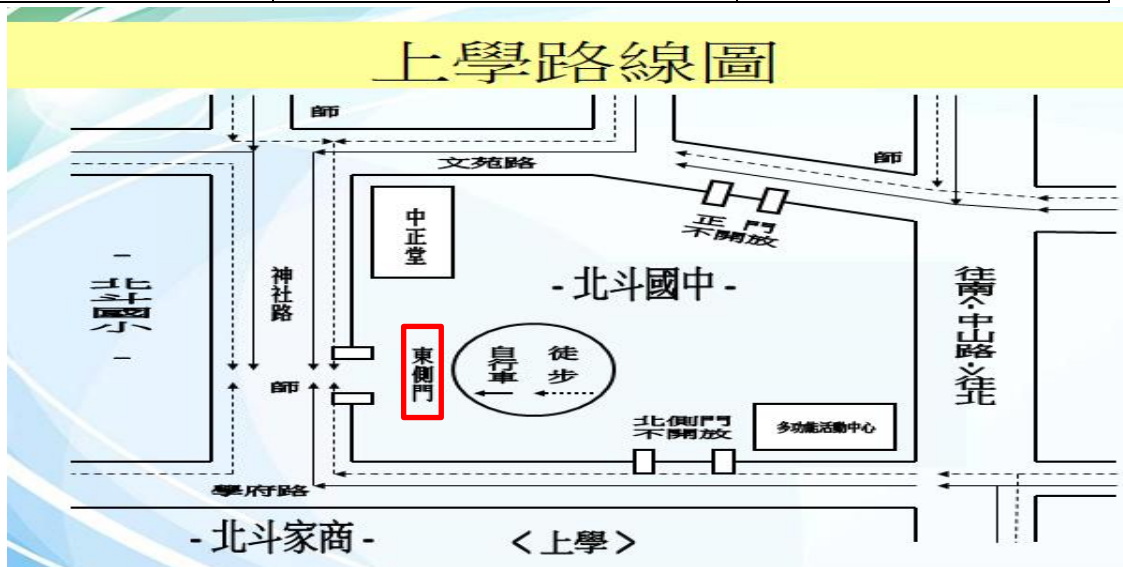 上學路線圖
師
文苑路
師
正門
不開放
中正堂
-北斗國中-
神社路
-北斗國小-
往南<-中山路->往北
東側門
自行車
徒步
師
北側門
不開放
多功能活動中心
學府路
-北斗家商-
<上學>